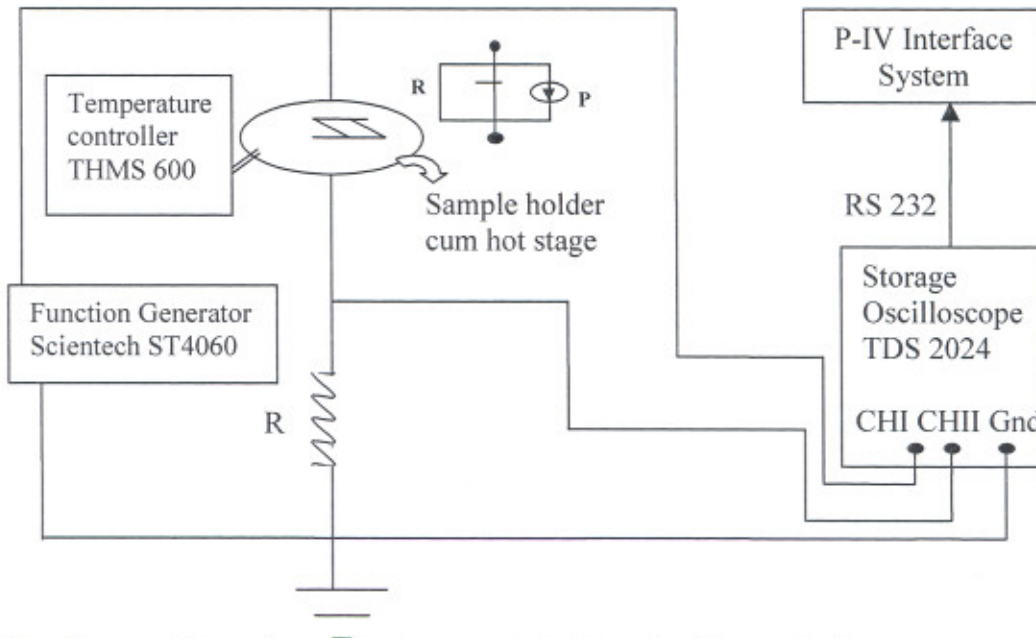 P-IV Interface
System
Temperature
controller
THMS 600
R
P
Sample holder
cum hot stage
RS 232
Function Generator
Scientech ST4060
Storage
Oscilloscope
TDS 2024
R
CHI CHII Gnd